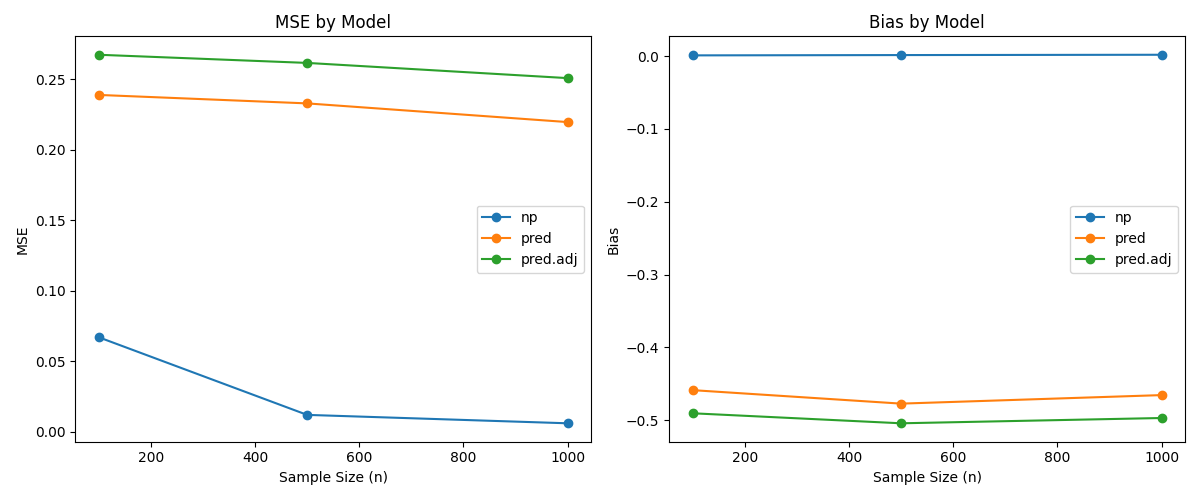 MSE by Model
MSE
0.25
0.20
0.15
0.10
0.05
0.00
200
400
600
800
1000
Sample Size (n)
np
pred
pred.adj
Bias by Model
Bias
0.0
−0.1
−0.2
−0.3
−0.4
−0.5
200
400
600
800
1000
Sample Size (n)
np
pred
pred.adj